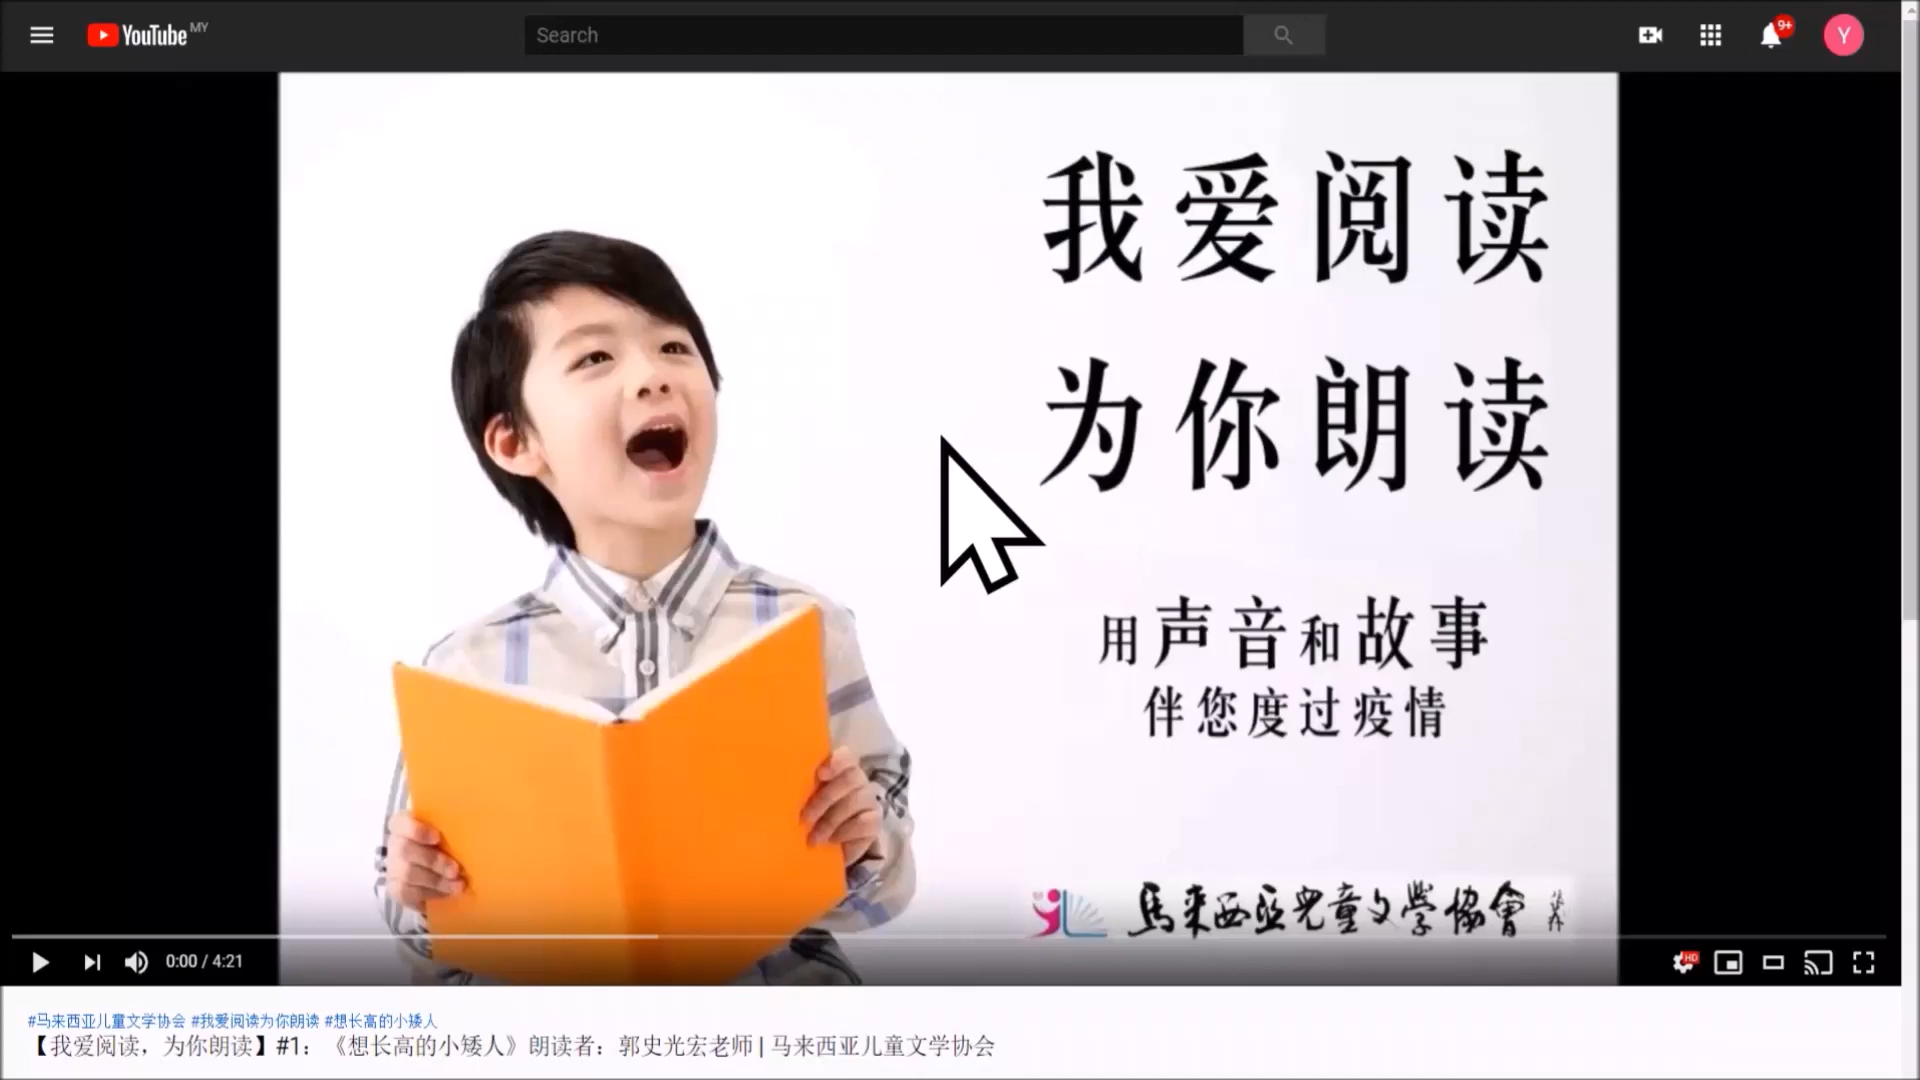 YouTube MY
Search
9+
Y
我爱阅读
为你朗读
用声音和故事
伴您度过疫情
馬来西亞兒童文學協會
0:00 / 4:21
HD
#马来西亚儿童文学协会 #我爱阅读为你朗读 #想长高的小矮人
【我爱阅读，为你朗读】#1：《想长高的小矮人》朗读者：郭史光宏老师 | 马来西亚儿童文学协会